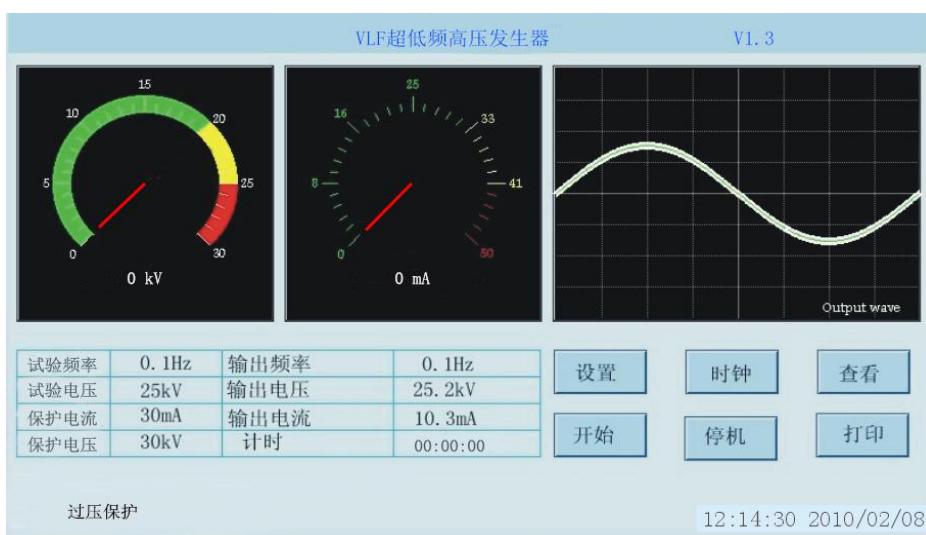 VLF超低频高压发生器 V1.3
15
10 20
5 25
0 30
0 kV
25
16 33
8 41
0 50
0 mA
Output wave
试验频率 0.1Hz 输出频率 0.1Hz
试验电压 25kV 输出电压 25.2kV
保护电流 30mA 输出电流 10.3mA
保护电压 30kV 计时 00:00:00
设置 时钟 查看
开始 停机 打印
过压保护
12:14:30 2010/02/08